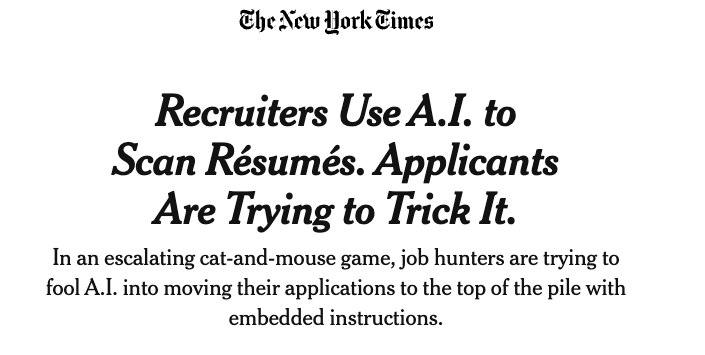 The New York Times
Recruiters Use A.I. to
Scan Résumés. Applicants
Are Trying to Trick It.
In an escalating cat-and-mouse game, job hunters are trying to
fool A.I. into moving their applications to the top of the pile with
embedded instructions.